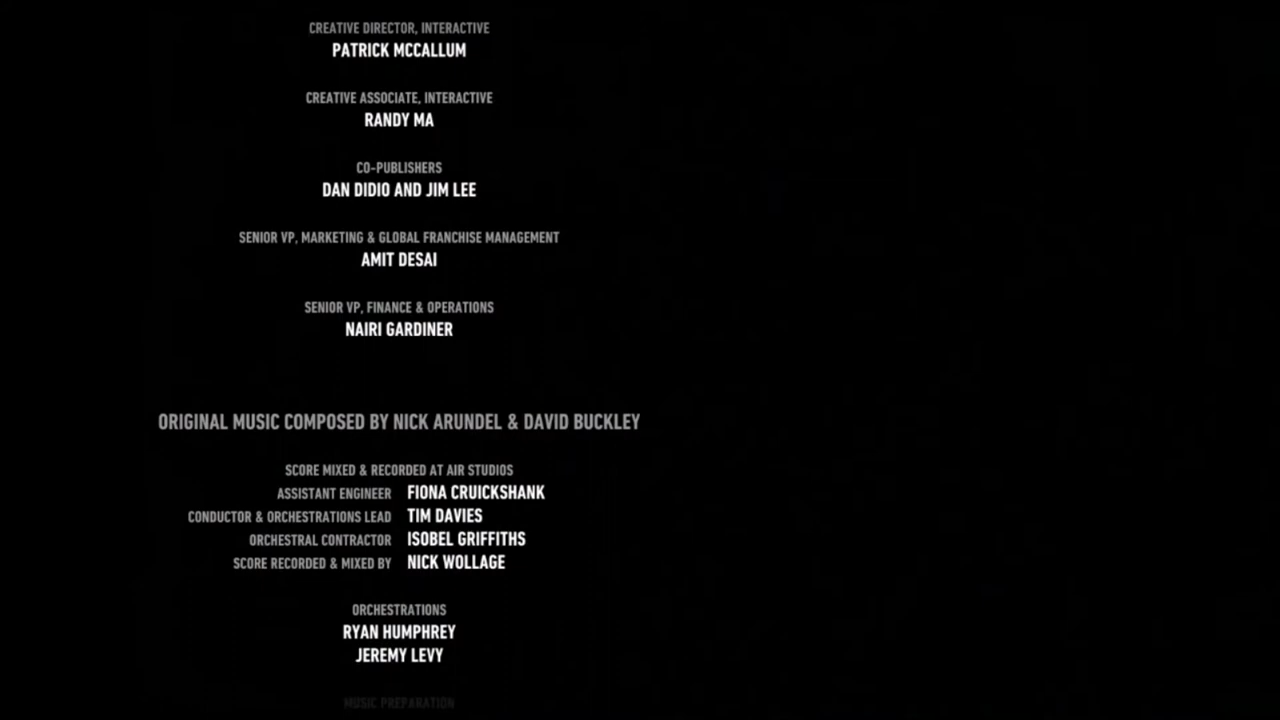 CREATIVE DIRECTOR, INTERACTIVE
PATRICK MCCALLUM
CREATIVE ASSOCIATE, INTERACTIVE
RANDY MA
CO-PUBLISHERS
DAN DIDIO AND JIM LEE
SENIOR VP, MARKETING & GLOBAL FRANCHISE MANAGEMENT
AMIT DESAI
SENIOR VP, FINANCE & OPERATIONS
NAIRI GARDINER
ORIGINAL MUSIC COMPOSED BY NICK ARUNDEL & DAVID BUCKLEY
SCORE MIXED & RECORDED AT AIR STUDIOS
ASSISTANT ENGINEER FIONA CRUICKSHANK
CONDUCTOR & ORCHESTRATIONS LEAD TIM DAVIES
ORCHESTRAL CONTRACTOR ISOBEL GRIFFITHS
SCORE RECORDED & MIXED BY NICK WOLLAGE
ORCHESTRATIONS
RYAN HUMPHREY
JEREMY LEVY
MUSIC PREPARATION